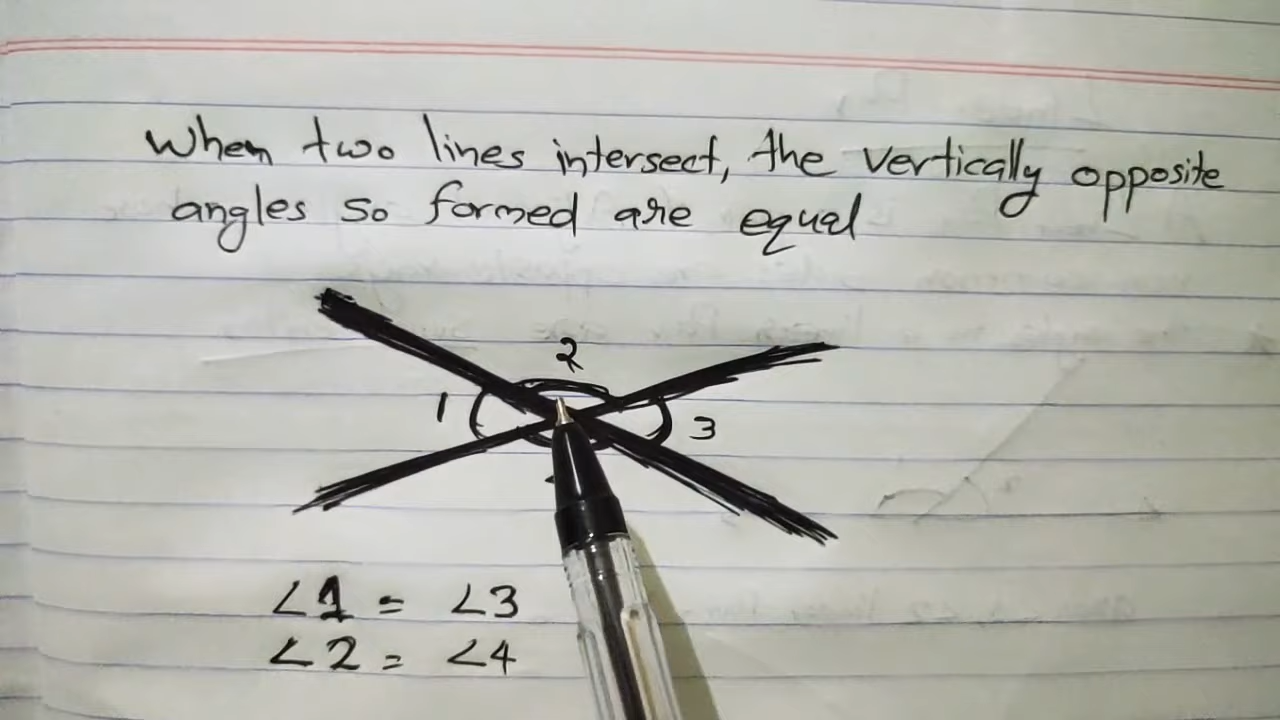 When two lines intersect, the vertically opposite
angles so formed are equal
2
1
3
∠1 = ∠3
∠2 = ∠4